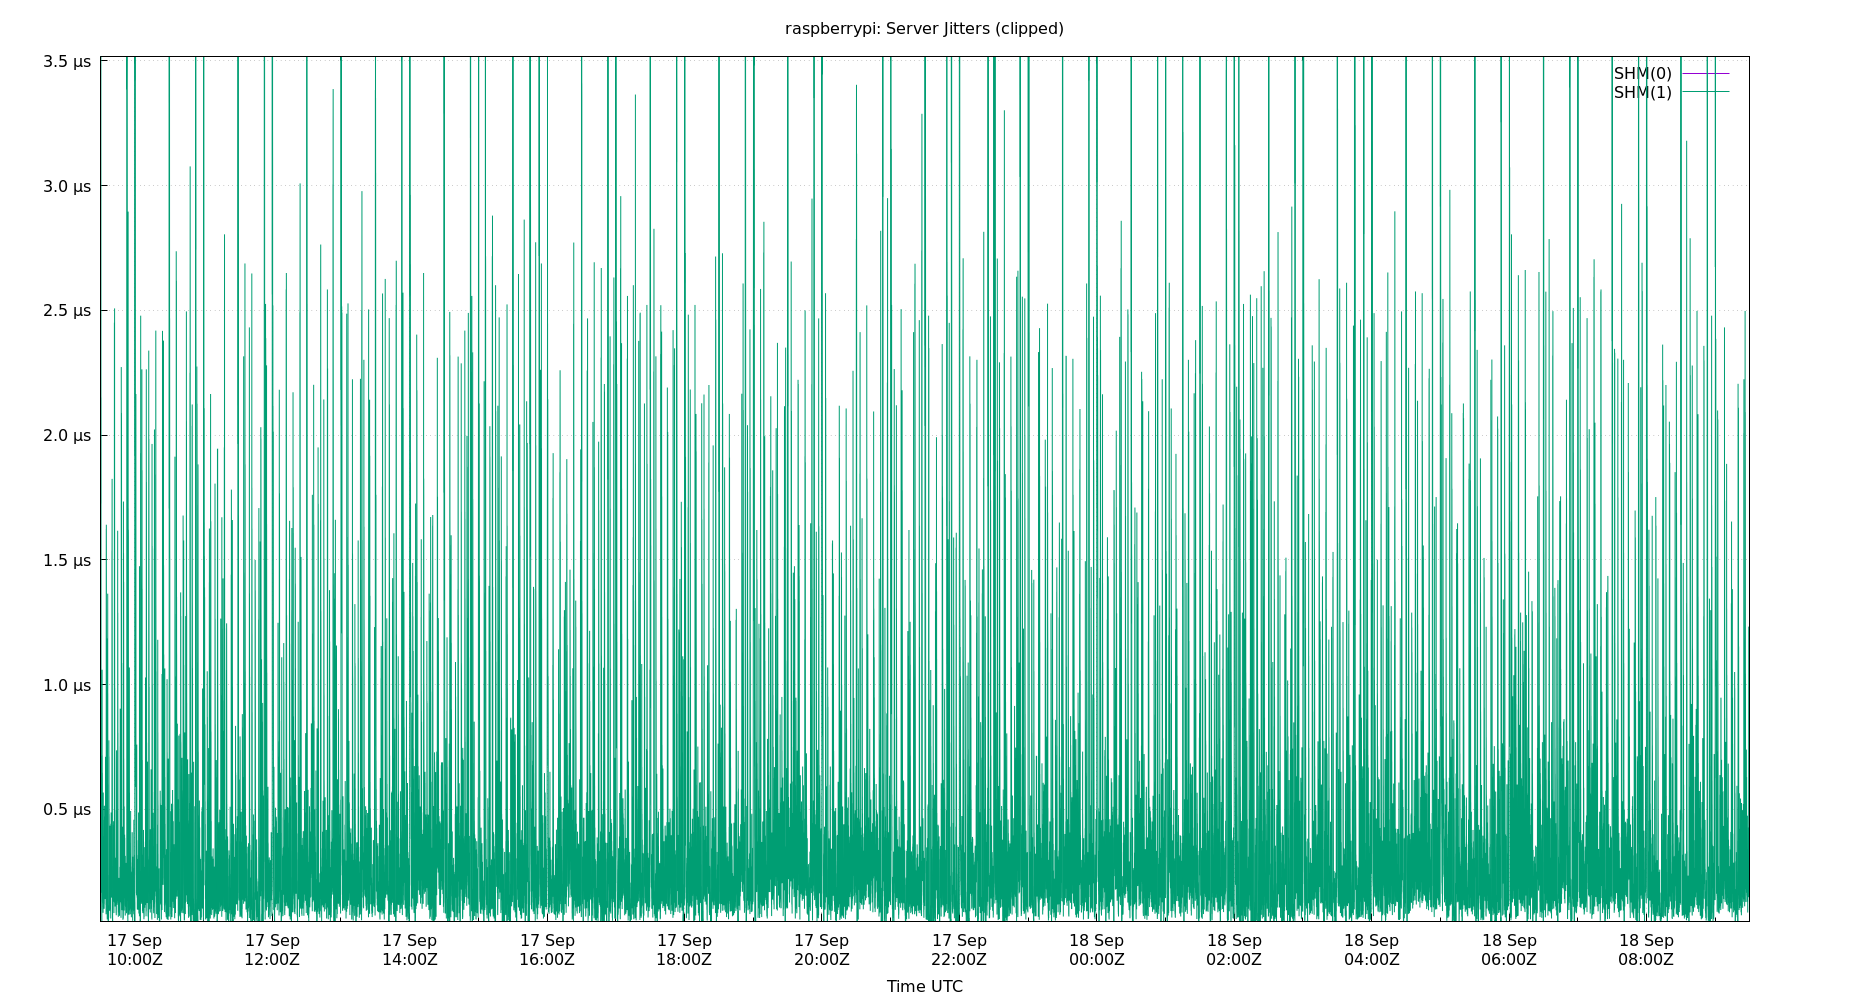 raspberrypi: Server Jitters (clipped)
3.5 µs
3.0 µs
2.5 µs
2.0 µs
1.5 µs
1.0 µs
0.5 µs
SHM(0)
SHM(1)
17 Sep 17 Sep 17 Sep 17 Sep 17 Sep 17 Sep 17 Sep 18 Sep 18 Sep 18 Sep 18 Sep 18 Sep
10:00Z 12:00Z 14:00Z 16:00Z 18:00Z 20:00Z 22:00Z 00:00Z 02:00Z 04:00Z 06:00Z 08:00Z
Time UTC